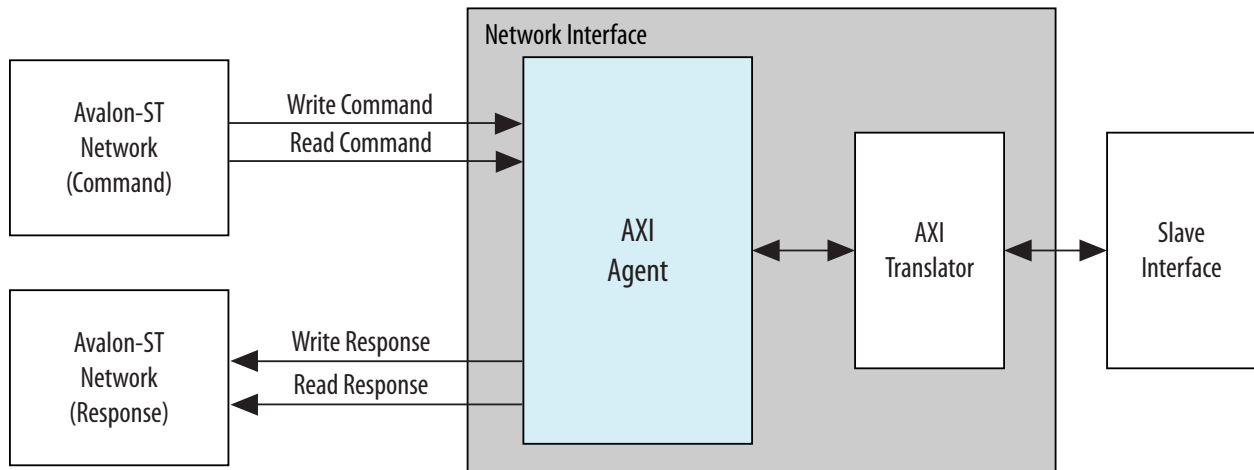 Network Interface
Avalon-ST
Network
(Command)
Write Command
Read Command
AXI
Agent
AXI
Translator
Slave
Interface
Avalon-ST
Network
(Response)
Write Response
Read Response